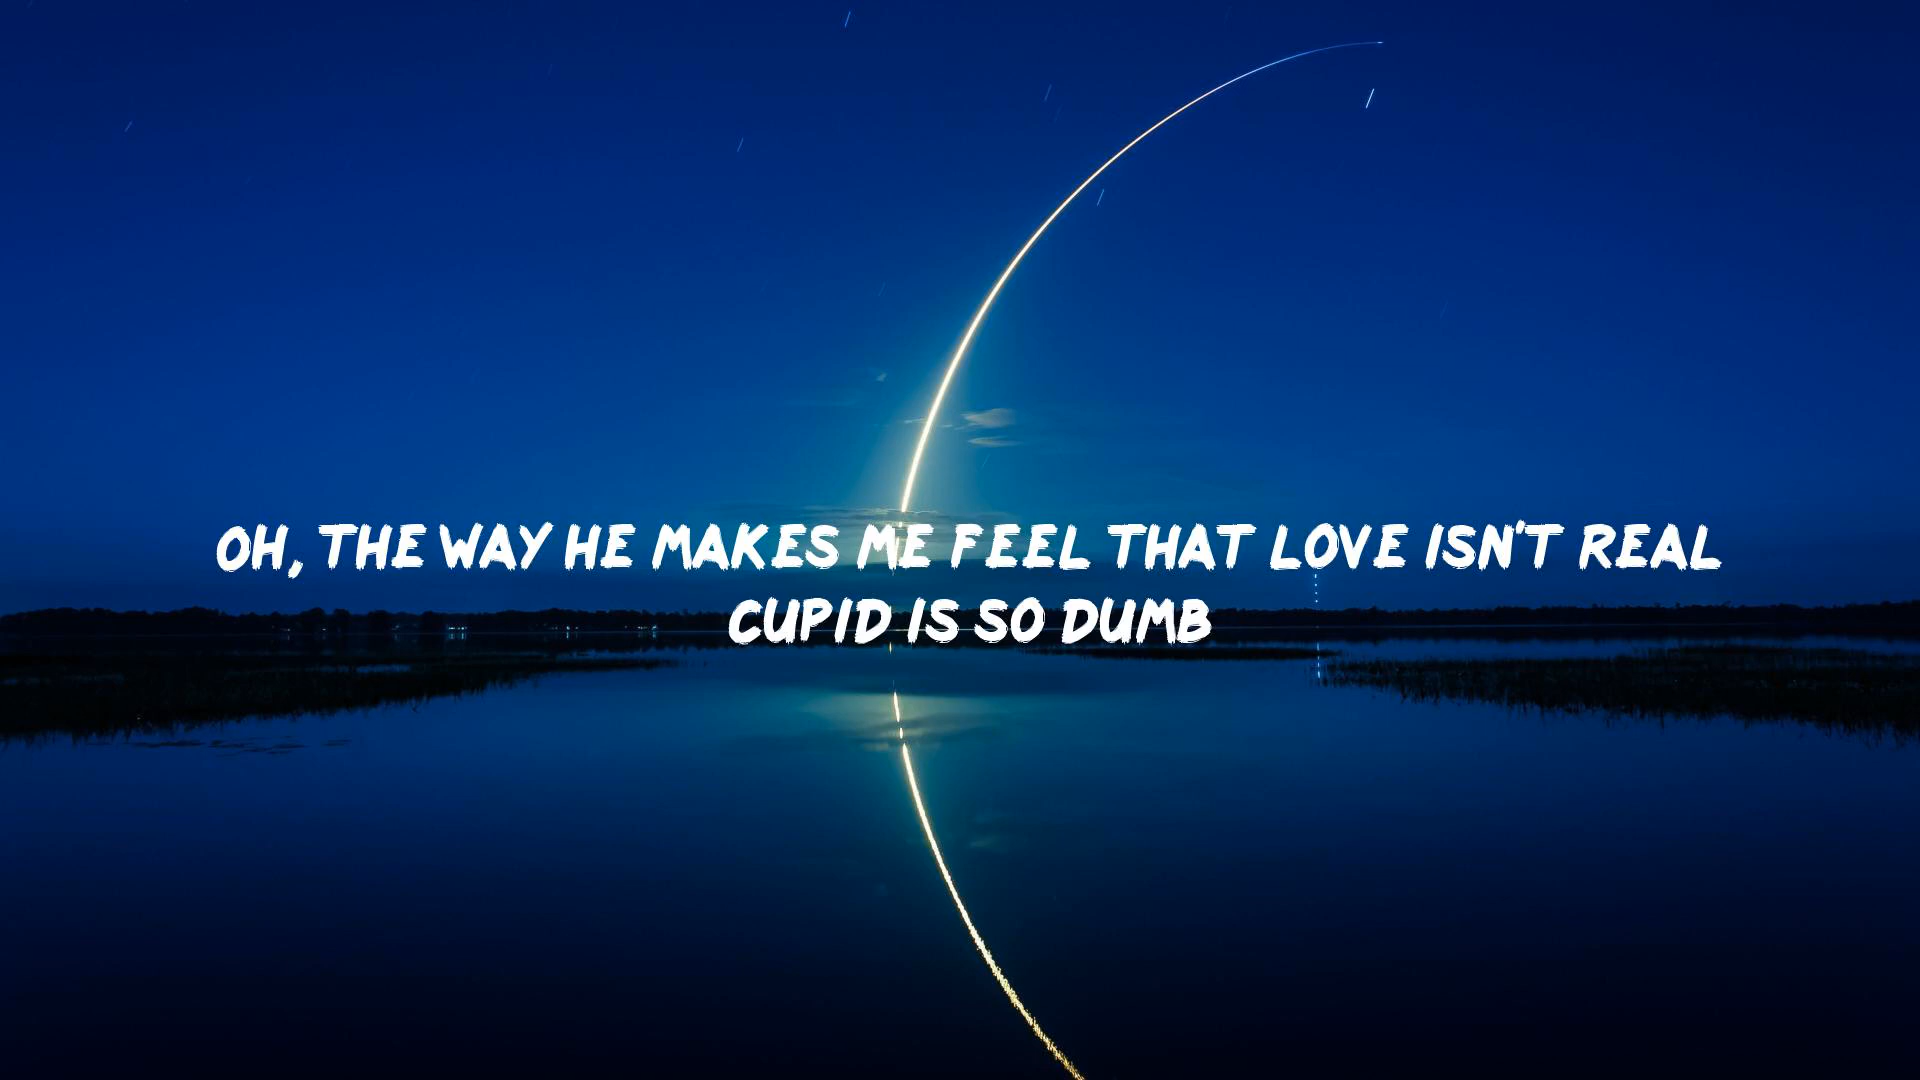 OH, THE WAY HE MAKES ME FEEL THAT LOVE ISN'T REAL
CUPID IS SO DUMB